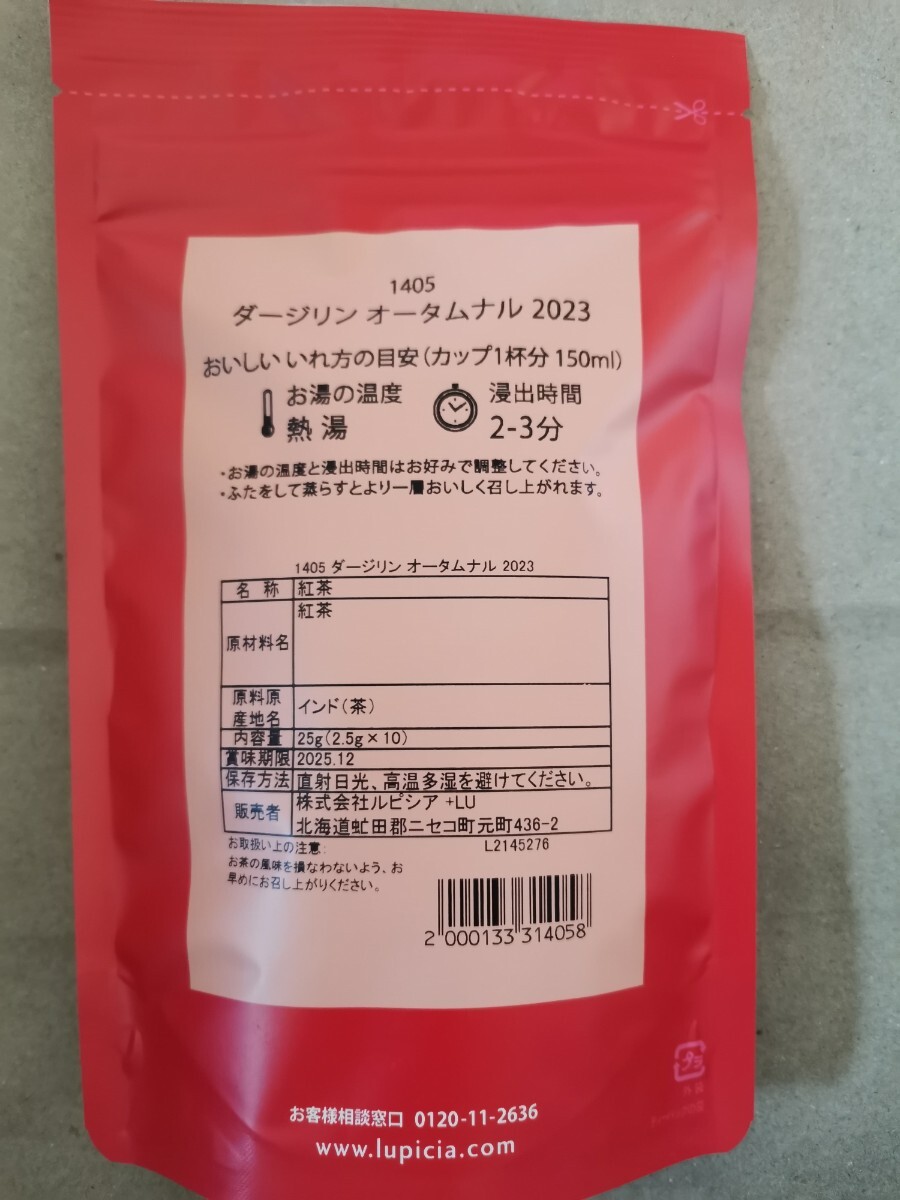 1405
ダージリン オータムナル 2023
おいしい いれ方の目安(カップ1杯分 150ml)
お湯の温度
熱 湯
浸出時間
2-3分
・お湯の温度と浸出時間はお好みで調整してください。
・ふたをして蒸らすとより一層おいしく召し上がれます。
1405 ダージリン オータムナル 2023
名 称 紅茶
原材料名 紅茶
原料原
産地名
インド(茶)
内容量 25g(2.5g×10)
賞味期限 2025.12
保存方法 直射日光、高温多湿を避けてください。
販売者 株式会社ルピシア +LU
北海道虻田郡ニセコ町元町436-2
お取扱い上の注意:
L2145276
お茶の風味を損なわないよう、お
早めにお召し上がりください。
2 000133 314058
プラ
お客様相談窓口 0120-11-2636
www.lupicia.com